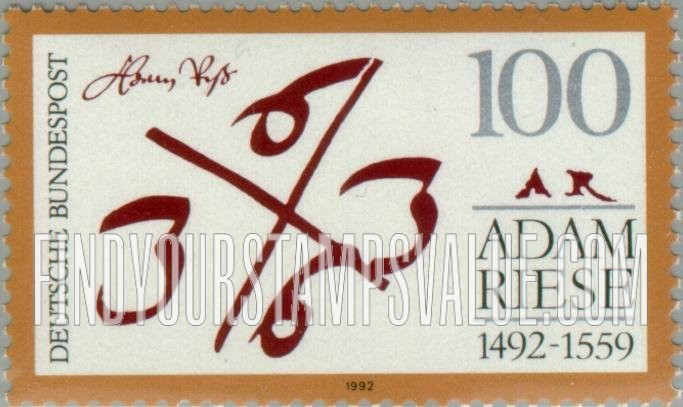 DEUTSCHE BUNDESPOST
100
A R
ADAM
RIESE
1492-1559
1992
FINDYOURSTAMPSVALUE.COM